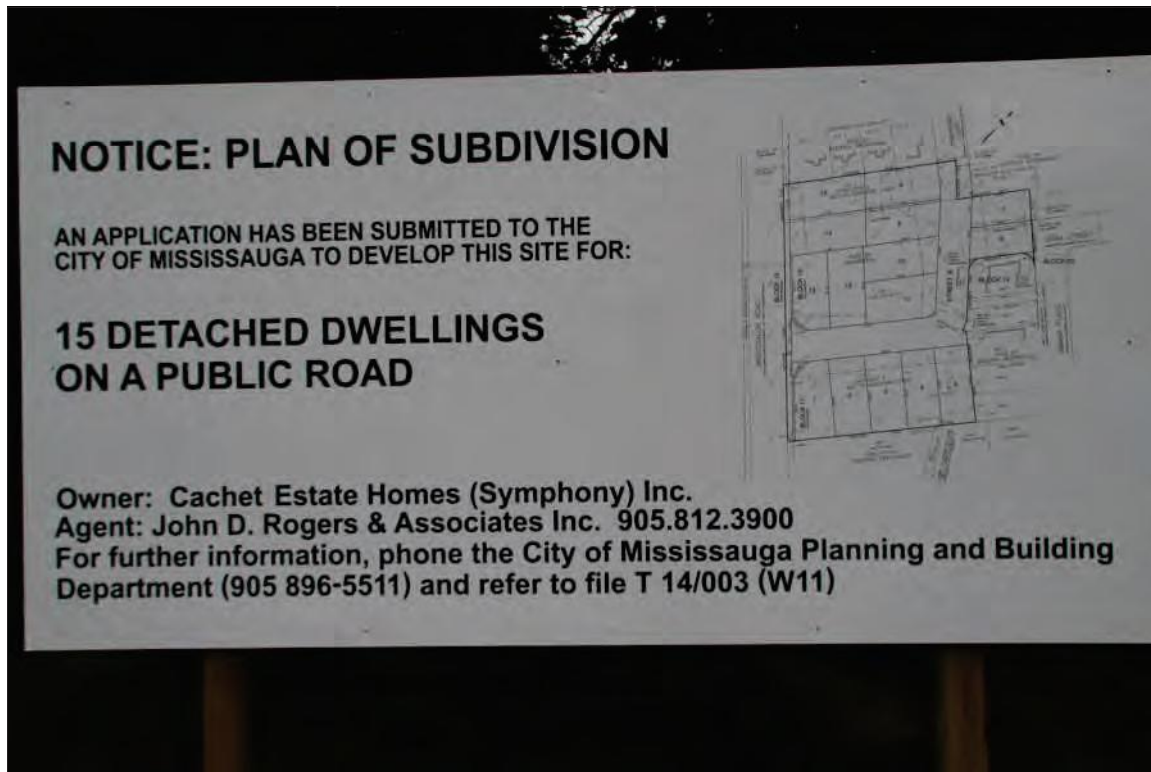 NOTICE: PLAN OF SUBDIVISION
AN APPLICATION HAS BEEN SUBMITTED TO THE
CITY OF MISSISSAUGA TO DEVELOP THIS SITE FOR:
15 DETACHED DWELLINGS
ON A PUBLIC ROAD
Owner: Cachet Estate Homes (Symphony) Inc.
Agent: John D. Rogers & Associates Inc. 905.812.3900
For further information, phone the City of Mississauga Planning and Building
Department (905 896-5511) and refer to file T 14/003 (W11)